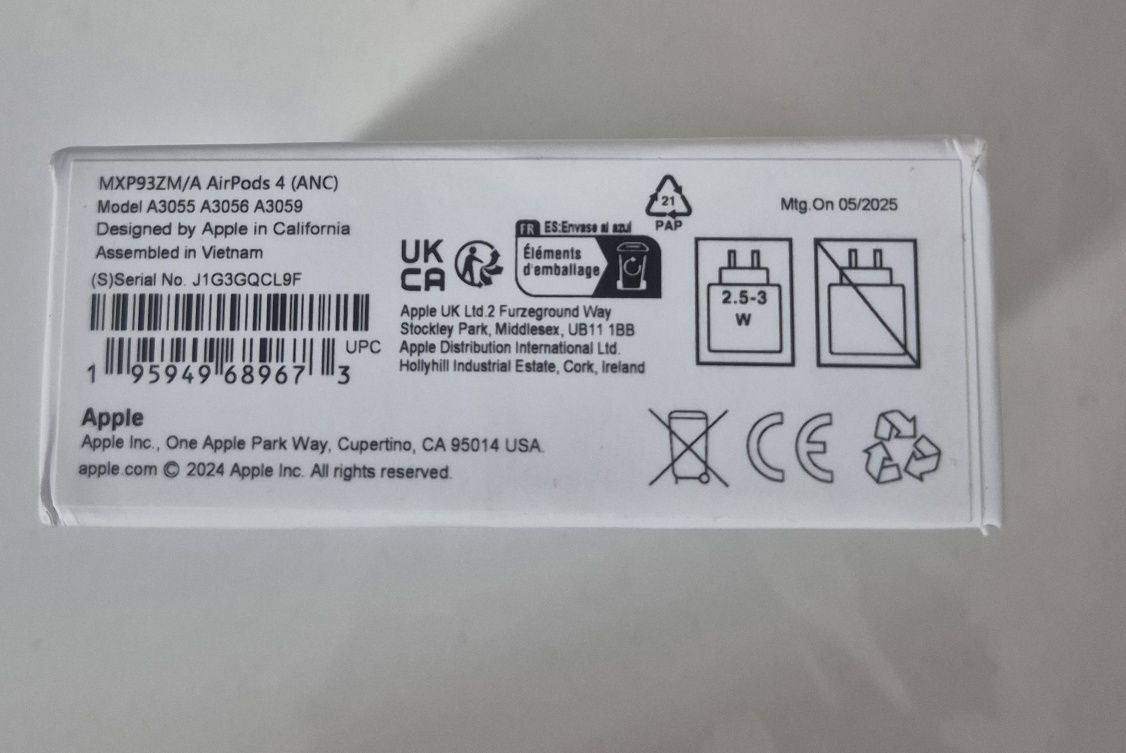 MXP93ZM/A AirPods 4 (ANC)
Model A3055 A3056 A3059
Designed by Apple in California
Assembled in Vietnam
(S)Serial No. J1G3GQCL9F
UPC
1 95949 68967 3
UK
CA
FR ES:Envase al azul
Éléments
d'emballage
21
PAP
Mtg.On 05/2025
Apple UK Ltd.2 Furzeground Way
Stockley Park, Middlesex, UB11 1BB
Apple Distribution International Ltd.
Hollyhill Industrial Estate, Cork, Ireland
2.5-3
W
Apple
Apple Inc., One Apple Park Way, Cupertino, CA 95014 USA.
apple.com © 2024 Apple Inc. All rights reserved.
CE